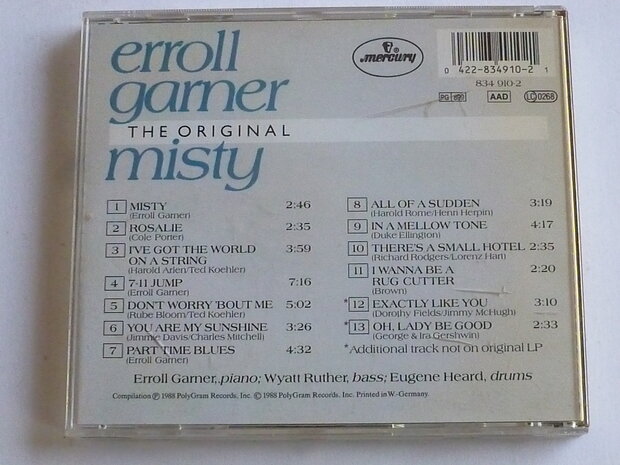 erroll
garner
THE ORIGINAL
misty
mercury
0 422-834910-2 1
834 910-2
PG
AAD
LC 0268
1 MISTY 2:46
(Erroll Garner)
2 ROSALIE 2:35
(Cole Porter)
3 I'VE GOT THE WORLD 3:59
ON A STRING
(Harold Arlen/Ted Koehler)
4 7-11 JUMP 7:16
(Erroll Garner)
5 DON'T WORRY 'BOUT ME 5:02
(Rube Bloom/Ted Koehler)
6 YOU ARE MY SUNSHINE 3:26
(Jimmie Davis/Charles Mitchell)
7 PART TIME BLUES 4:32
(Erroll Garner)
8 ALL OF A SUDDEN 3:19
(Harold Rome/Henn Herpin)
9 IN A MELLOW TONE 4:17
(Duke Ellington)
10 THERE'S A SMALL HOTEL 2:35
(Richard Rodgers/Lorenz Hart)
11 I WANNA BE A 2:20
RUG CUTTER
(Brown)
*12 EXACTLY LIKE YOU 3:10
(Dorothy Fields/Jimmy McHugh)
*13 OH, LADY BE GOOD 2:33
(George & Ira Gershwin)
*Additional track not on original LP
Erroll Garner, piano; Wyatt Ruther, bass; Eugene Heard, drums
Compilation ℗ 1988 PolyGram Records, Inc. © 1988 PolyGram Records, Inc. Printed in W.-Germany.